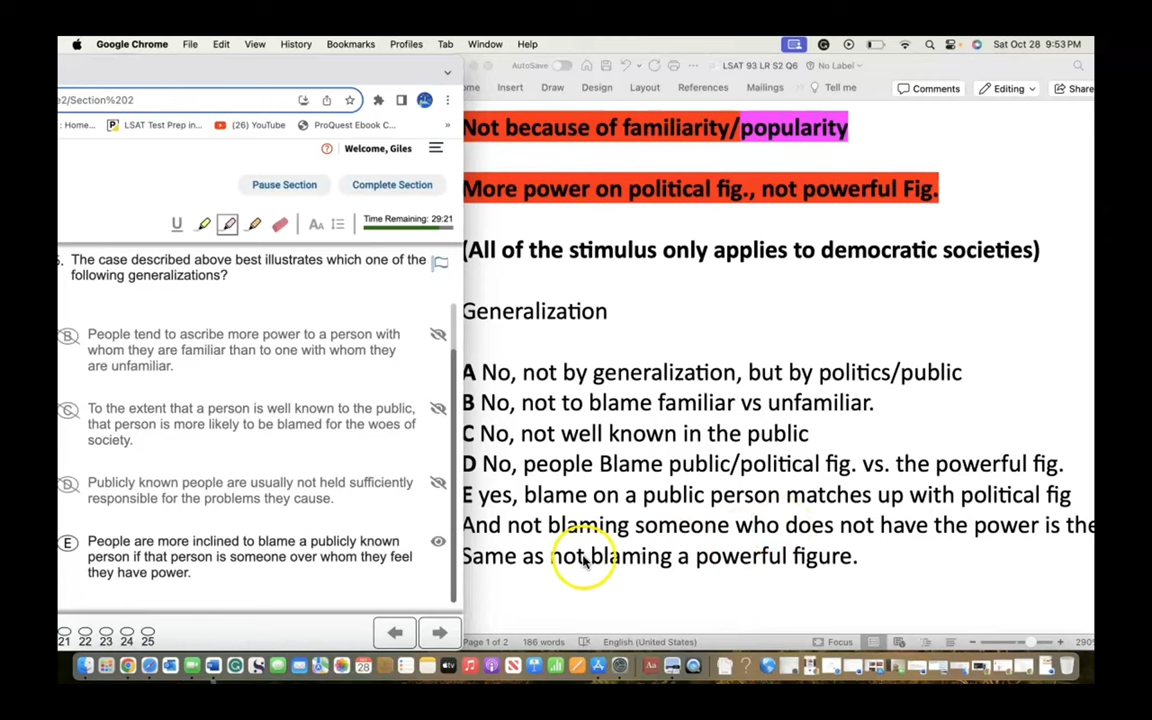 Google Chrome File Edit View History Bookmarks Profiles Tab Window Help Sat Oct 28 9:53 PM
AutoSave LSAT 93 LR S2 Q6 No Label
e2/Section%202
me Insert Draw Design Layout References Mailings Tell me Comments Editing Share
: Home... LSAT Test Prep in... (26) YouTube ProQuest Ebook C... »
Welcome, Giles
Pause Section Complete Section
Time Remaining: 29:21
. The case described above best illustrates which one of the
following generalizations?
B People tend to ascribe more power to a person with
whom they are familiar than to one with whom they
are unfamiliar.
C To the extent that a person is well known to the public,
that person is more likely to be blamed for the woes of
society.
D Publicly known people are usually not held sufficiently
responsible for the problems they cause.
E People are more inclined to blame a publicly known
person if that person is someone over whom they feel
they have power.
21 22 23 24 25
Not because of familiarity/popularity
More power on political fig., not powerful Fig.
(All of the stimulus only applies to democratic societies)
Generalization
A No, not by generalization, but by politics/public
B No, not to blame familiar vs unfamiliar.
C No, not well known in the public
D No, people Blame public/political fig. vs. the powerful fig.
E yes, blame on a public person matches up with political fig
And not blaming someone who does not have the power is the
Same as not blaming a powerful figure.
Page 1 of 2 186 words English (United States) Focus 290